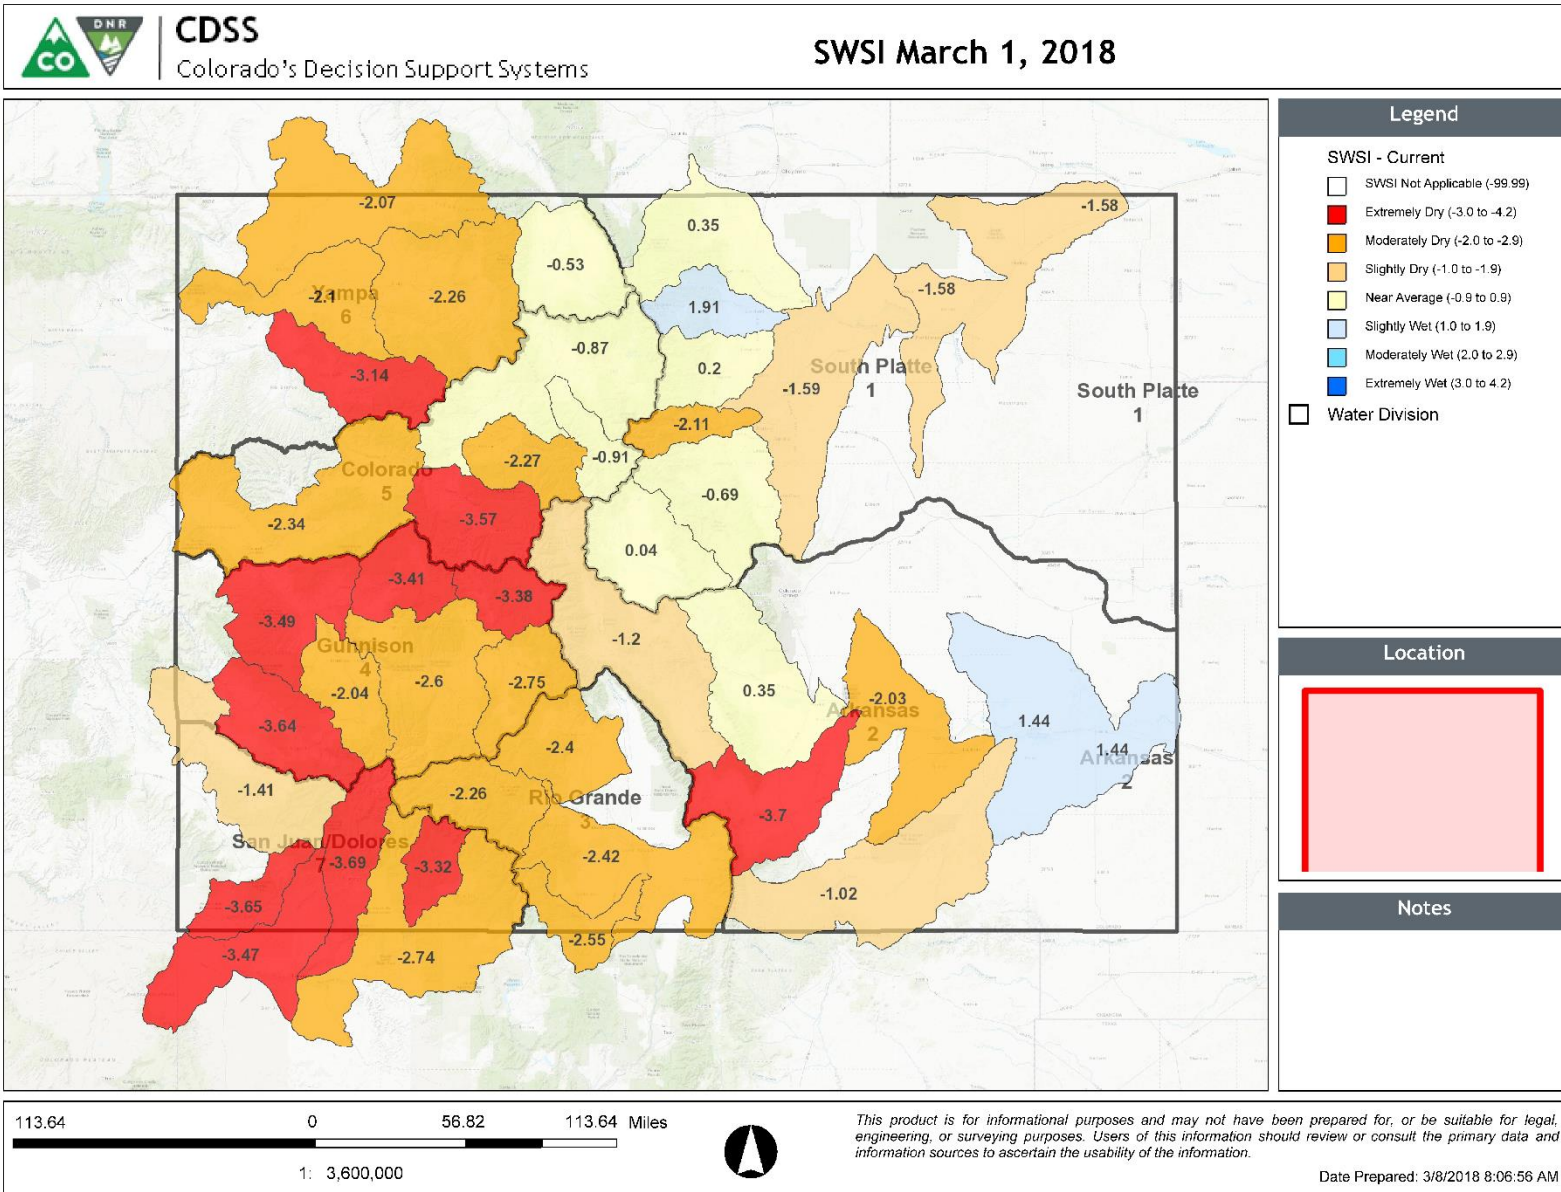 DNR
CO
CDSS
Colorado's Decision Support Systems
SWSI March 1, 2018
-2.07
-1.58
0.35
-0.53
-1.58
-2.1
Yampa
6
-2.26
1.91
-0.87
-3.14
0.2
South Platte
1
-1.59
South Platte
1
-2.11
-2.27
-0.91
Colorado
5
-0.69
-2.34
-3.57
0.04
-3.41
-3.38
-3.49
-1.2
Gunnison
4
-2.04
-2.6
-2.75
0.35
-2.03
Arkansas
2
-3.64
1.44
-2.4
1.44
Arkansas
2
-1.41
-2.26
Rio Grande
3
-3.7
San Juan/Dolores
7
-3.69
-3.32
-2.42
-1.02
-3.65
-2.55
-3.47
-2.74
Legend
SWSI - Current
SWSI Not Applicable (-99.99)
Extremely Dry (-3.0 to -4.2)
Moderately Dry (-2.0 to -2.9)
Slightly Dry (-1.0 to -1.9)
Near Average (-0.9 to 0.9)
Slightly Wet (1.0 to 1.9)
Moderately Wet (2.0 to 2.9)
Extremely Wet (3.0 to 4.2)
Water Division
Location
Notes
113.64 0 56.82 113.64 Miles
1: 3,600,000
This product is for informational purposes and may not have been prepared for, or be suitable for legal,
engineering, or surveying purposes. Users of this information should review or consult the primary data and
information sources to ascertain the usability of the information.
Date Prepared: 3/8/2018 8:06:56 AM